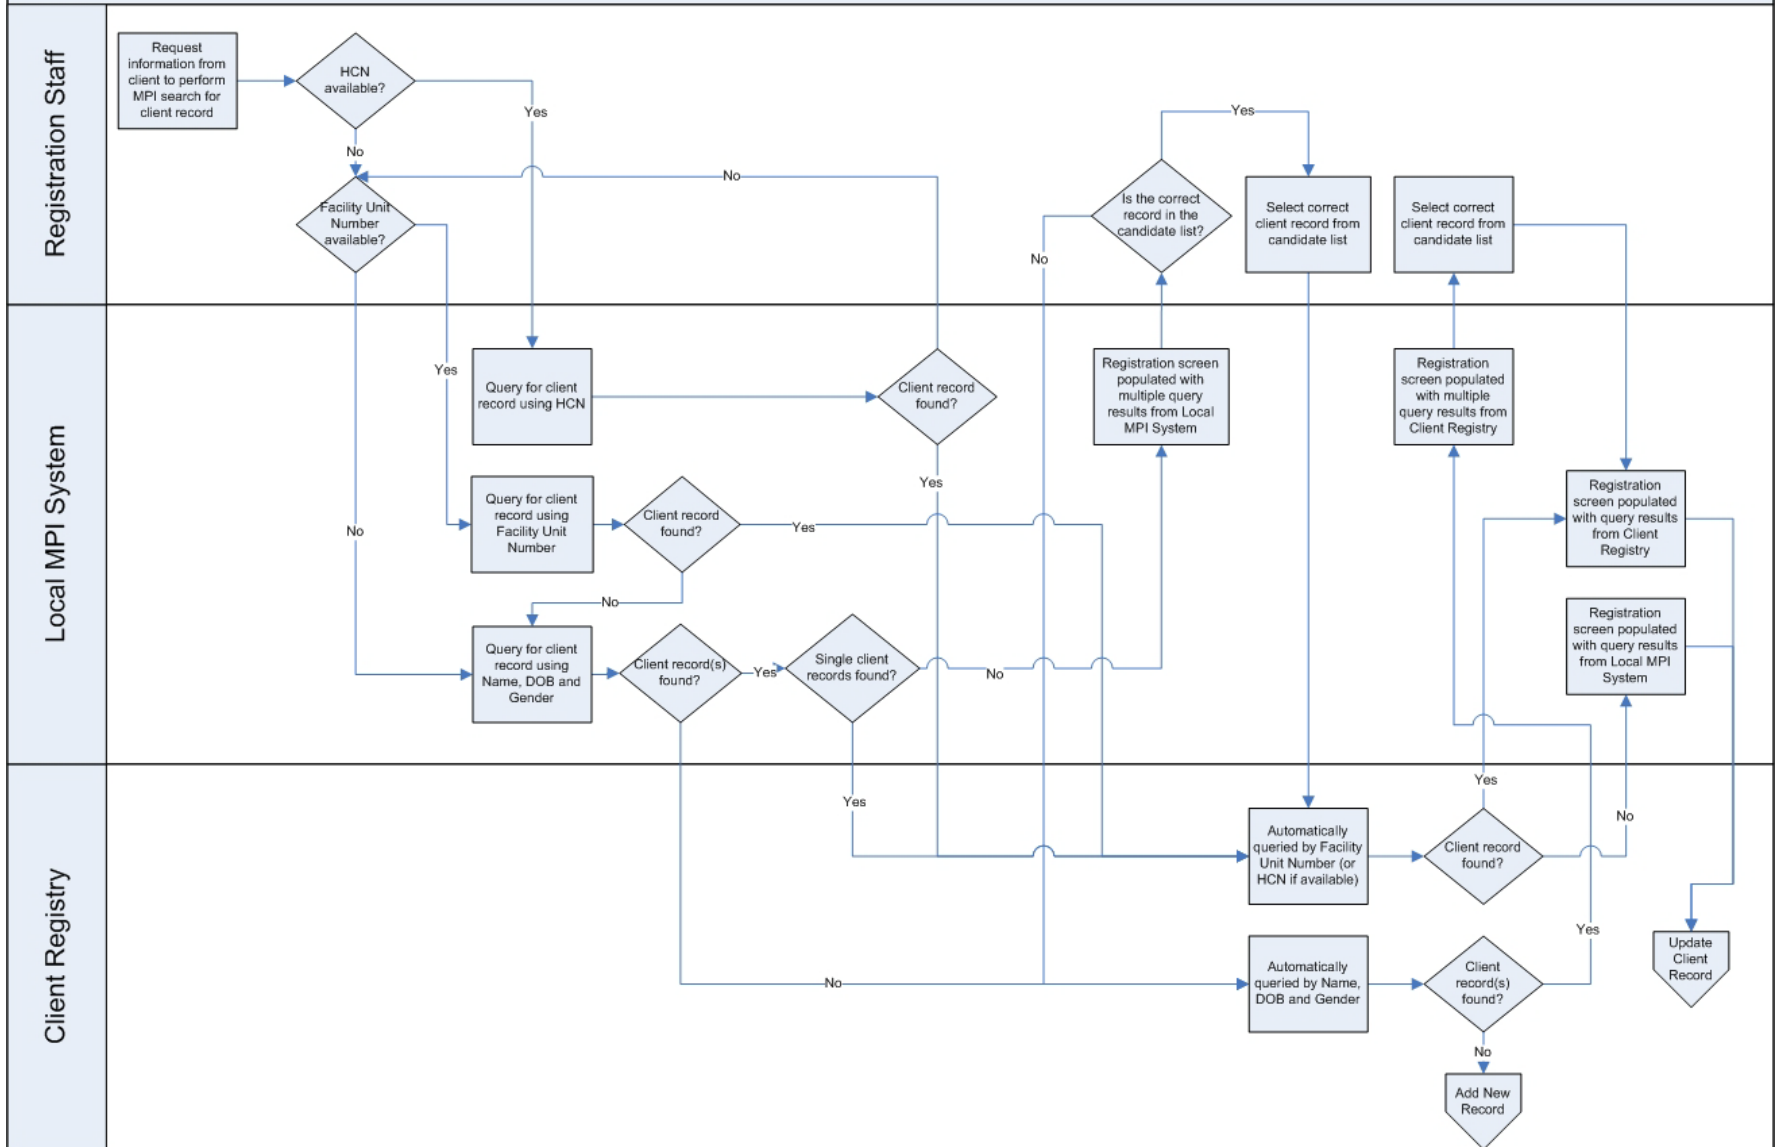 Registration Staff
Request
information from
client to perform
MPI search for
client record
HCN
available?
Yes
No
Facility Unit
Number
available?
No
Yes
Is the correct
record in the
candidate list?
No
Select correct
client record from
candidate list
Select correct
client record from
candidate list
Local MPI System
Yes
No
Query for client
record using HCN
Client record
found?
Yes
Registration screen
populated with
multiple query
results from Local
MPI System
Registration
screen populated
with multiple
query results from
Client Registry
Query for client
record using
Facility Unit
Number
Client record
found?
Yes
No
Registration
screen populated
with query results
from Client
Registry
Query for client
record using
Name, DOB and
Gender
Client record(s)
found?
Yes
Single client
records found?
No
Registration
screen populated
with query results
from Local MPI
System
Client Registry
Yes
No
Automatically
queried by Facility
Unit Number (or
HCN if available)
Client record
found?
Yes
No
Automatically
queried by Name,
DOB and Gender
Client
record(s)
found?
Yes
No
Update
Client
Record
Add New
Record